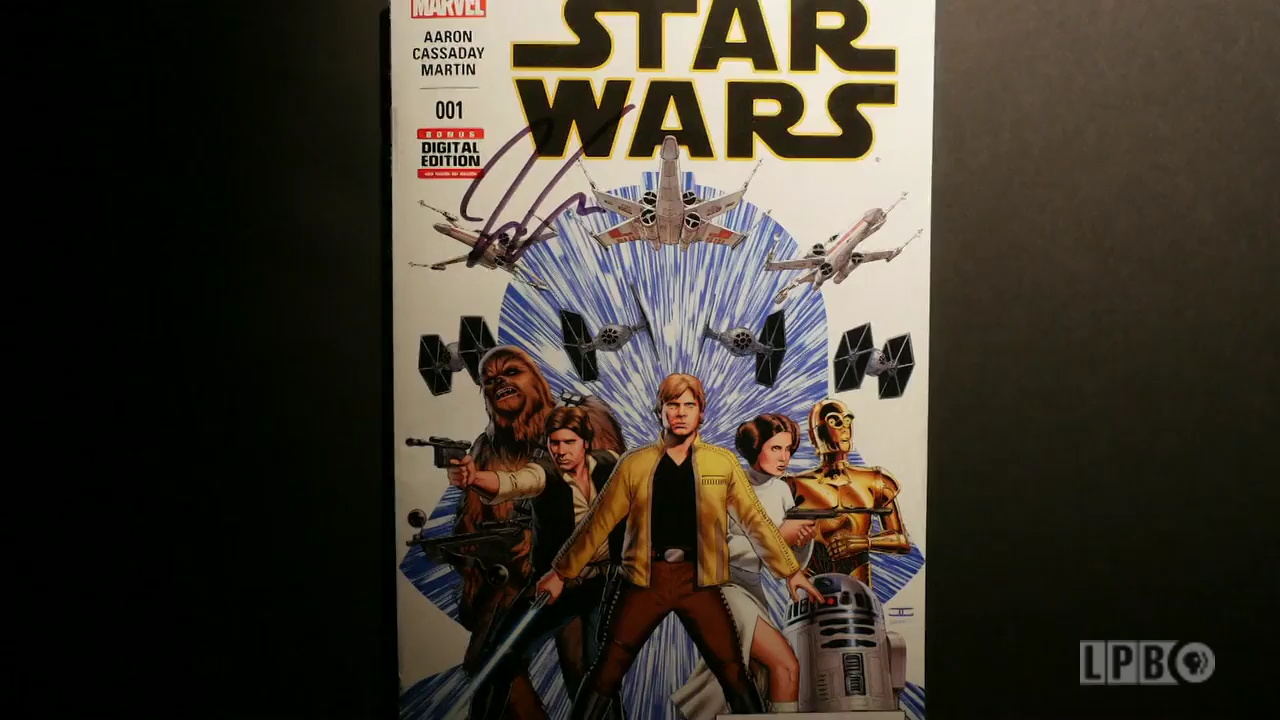 MARVEL
AARON
CASSADAY
MARTIN
001
BONUS
DIGITAL
EDITION
STAR
WARS
LPB